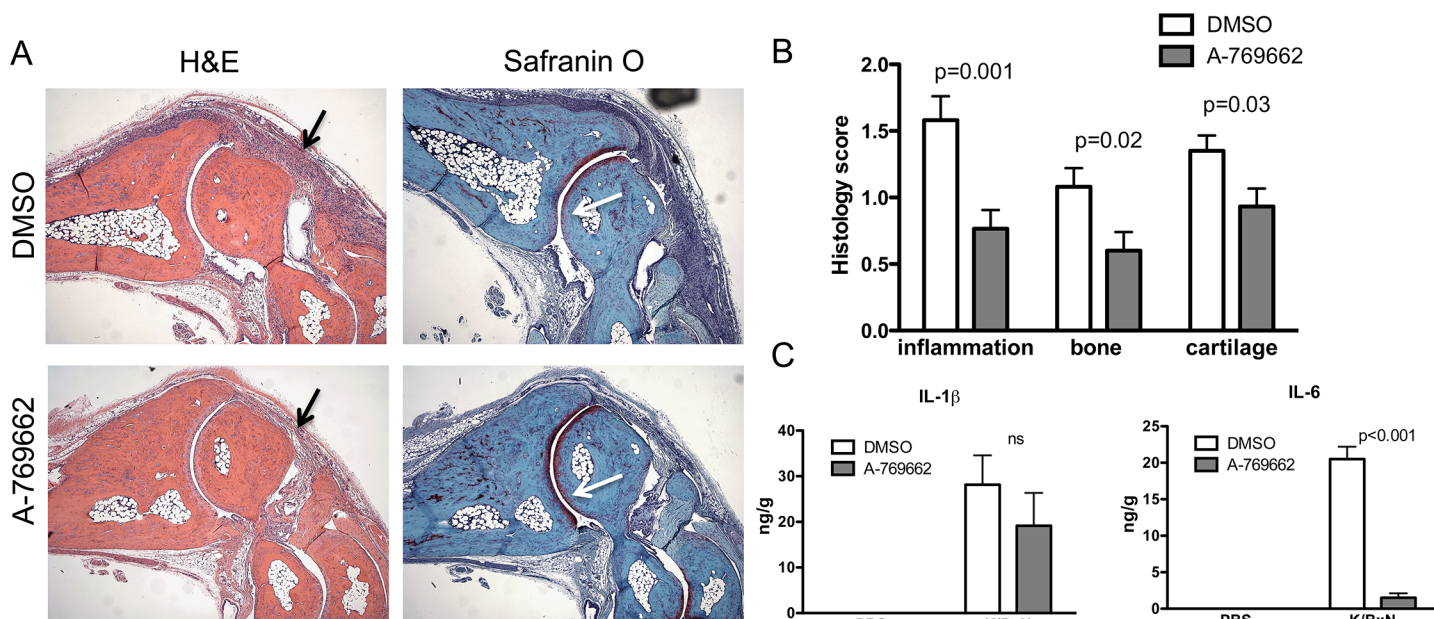 A
H&E
Safranin O
DMSO
A-769662
B
DMSO
A-769662
2.0
1.5
1.0
0.5
0.0
Histology score
p=0.001
p=0.02
p=0.03
inflammation
bone
cartilage
C
IL-1β
40
30
20
10
0
ng/g
DMSO
A-769662
ns
IL-6
25
20
15
10
5
0
ng/g
DMSO
A-769662
p<0.001
PBS
K/BxN